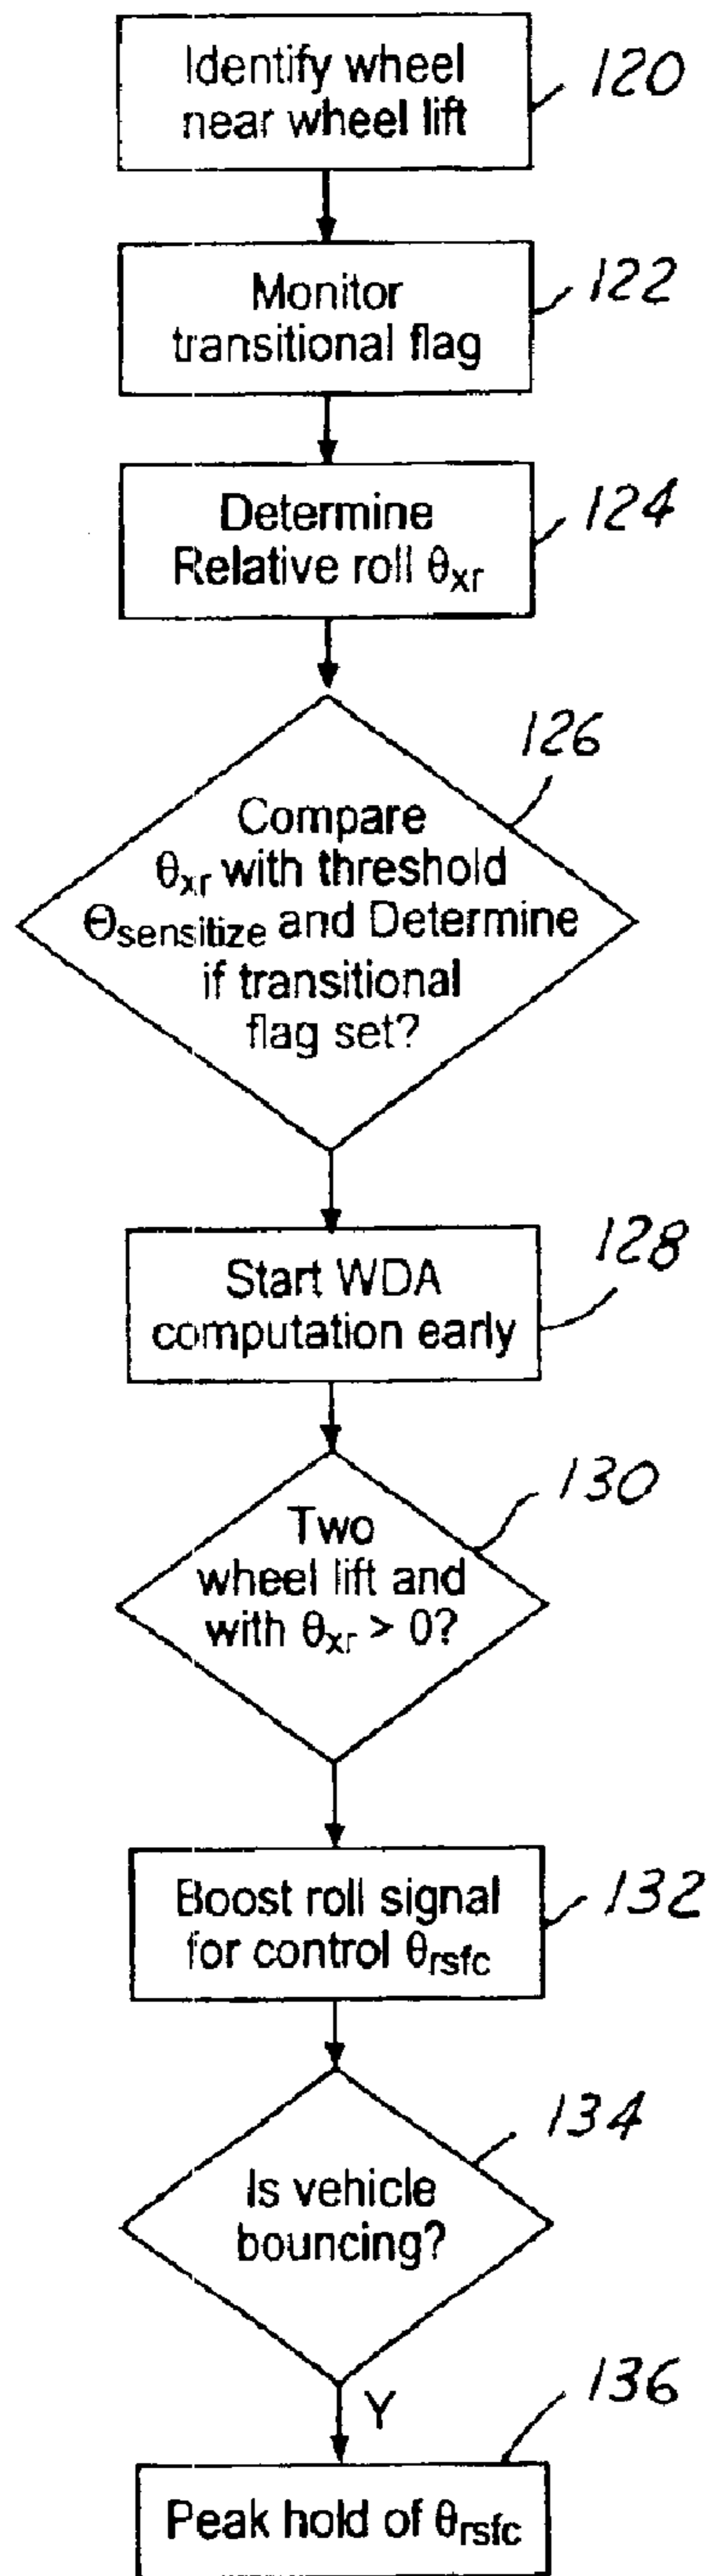 Identify wheel
near wheel lift
120
Monitor
transitional flag
122
Determine
Relative roll θxr
124
126
Compare
θxr with threshold
Θsensitize and Determine
if transitional
flag set?
Start WDA
computation early
128
130
Two
wheel lift and
with θxr > 0?
Boost roll signal
for control θrsfc
132
134
Is vehicle
bouncing?
Y
136
Peak hold of θrsfc